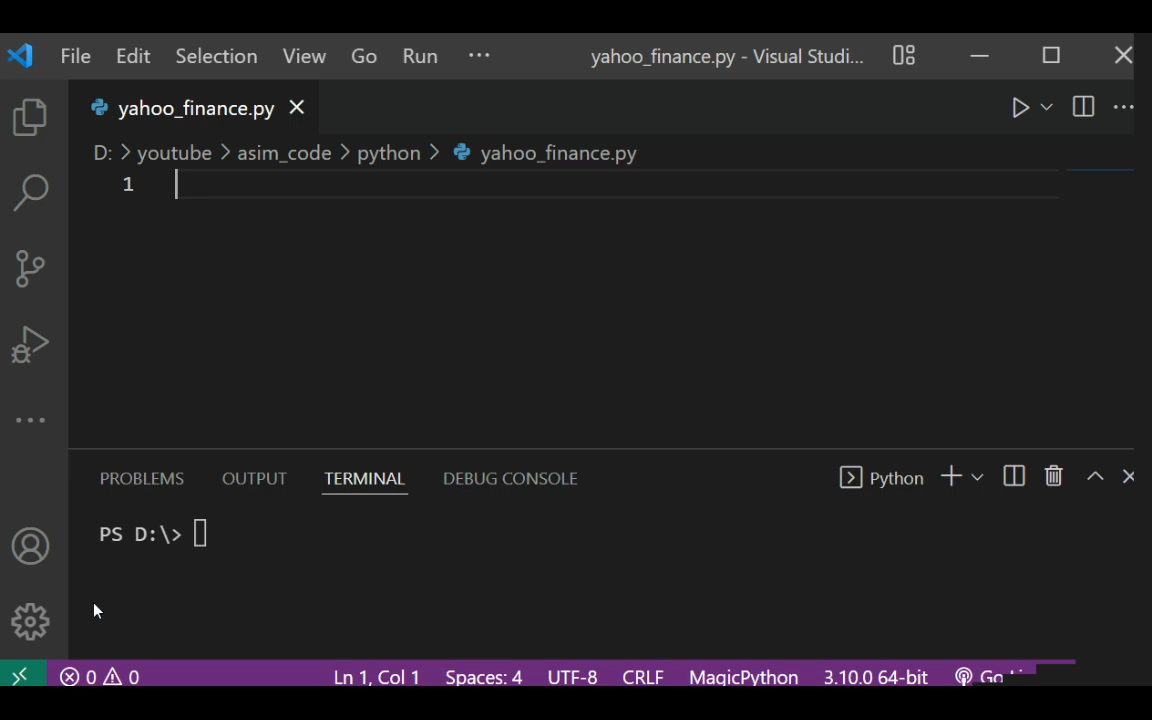 File Edit Selection View Go Run ··· yahoo_finance.py - Visual Studi...
yahoo_finance.py
D: > youtube > asim_code > python > yahoo_finance.py
1
PROBLEMS OUTPUT TERMINAL DEBUG CONSOLE Python
PS D:\>
0 0 Ln 1, Col 1 Spaces: 4 UTF-8 CRLF MagicPython 3.10.0 64-bit Go